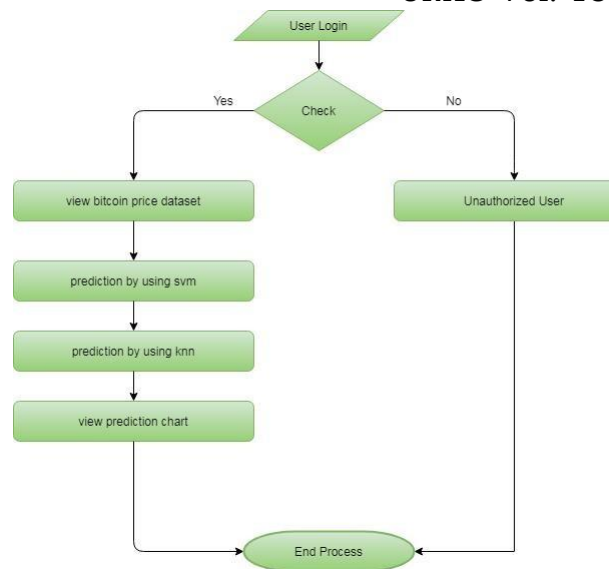 User Login
Check
Yes
No
view bitcoin price dataset
Unauthorized User
prediction by using svm
prediction by using knn
view prediction chart
End Process